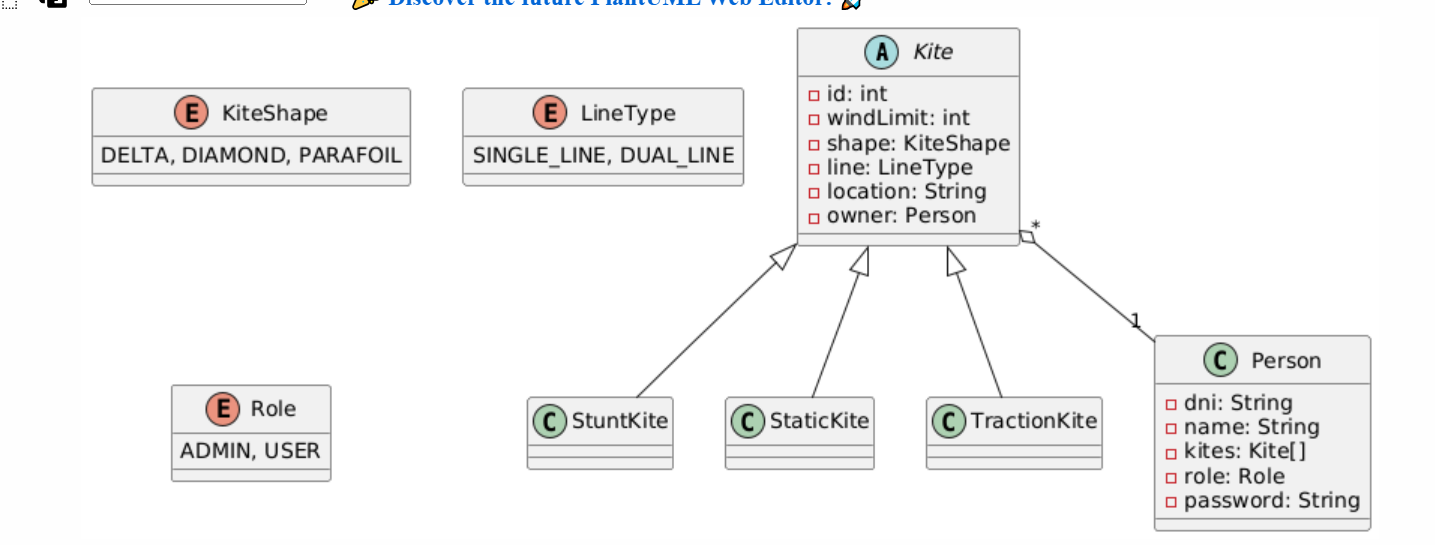 Discover the future PlantUML Web Editor!
E KiteShape
DELTA, DIAMOND, PARAFOIL
E LineType
SINGLE_LINE, DUAL_LINE
A Kite
id: int
windLimit: int
shape: KiteShape
line: LineType
location: String
owner: Person
*
1
E Role
ADMIN, USER
C StuntKite
C StaticKite
C TractionKite
C Person
dni: String
name: String
kites: Kite[]
role: Role
password: String